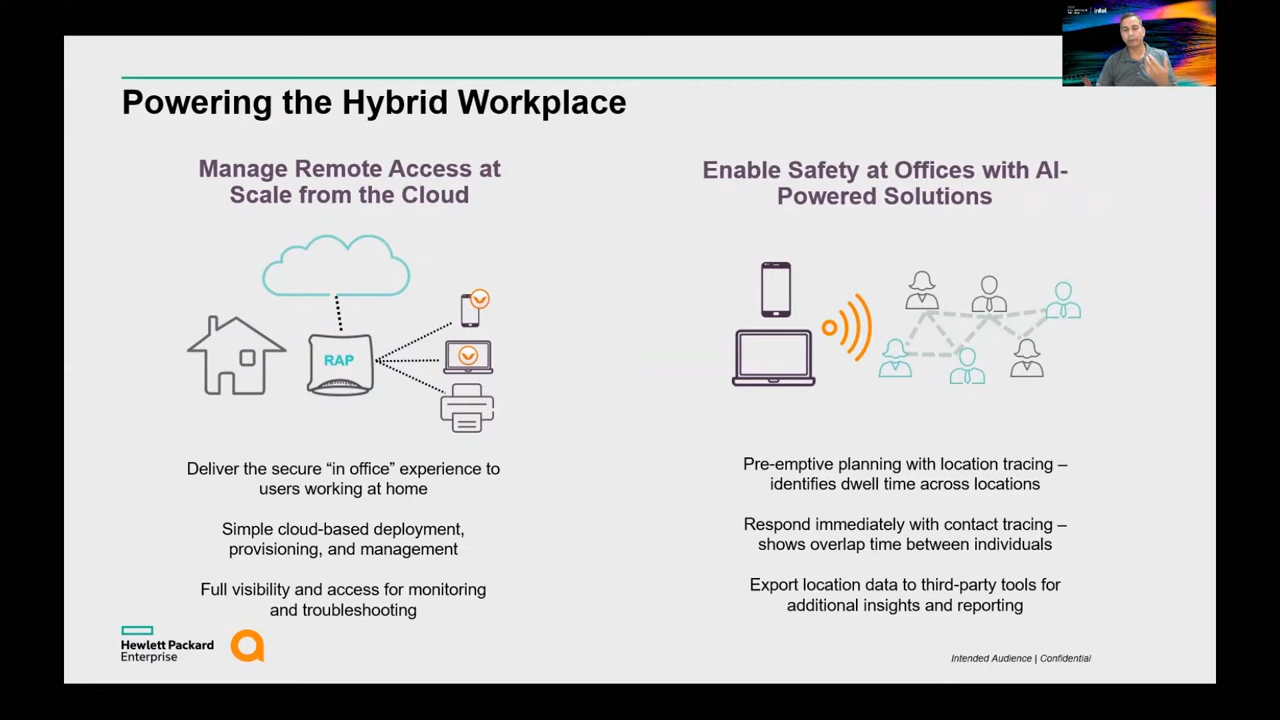 Powering the Hybrid Workplace
Manage Remote Access at
Scale from the Cloud
RAP
Deliver the secure “in office” experience to
users working at home
Simple cloud-based deployment,
provisioning, and management
Full visibility and access for monitoring
and troubleshooting
Enable Safety at Offices with AI-
Powered Solutions
Pre-emptive planning with location tracing –
identifies dwell time across locations
Respond immediately with contact tracing –
shows overlap time between individuals
Export location data to third-party tools for
additional insights and reporting
Hewlett Packard
Enterprise
Intended Audience | Confidential
intel